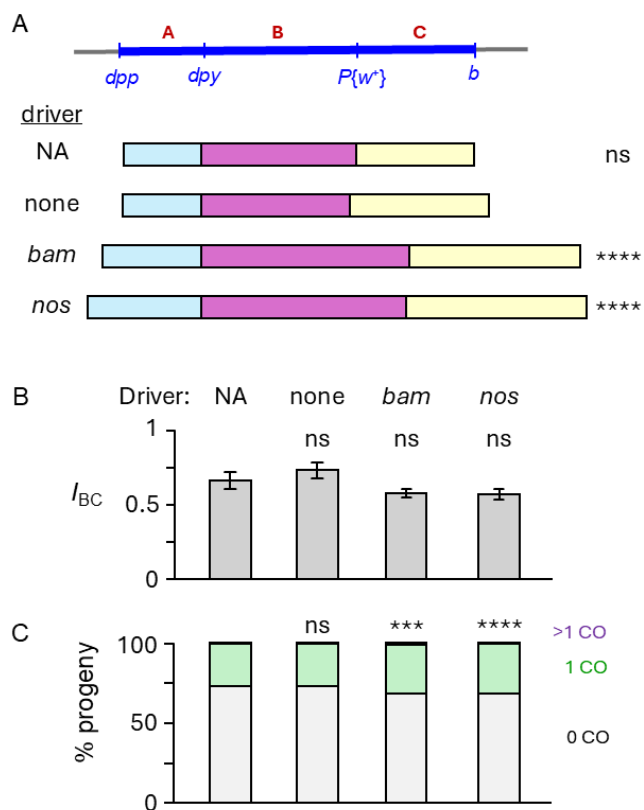 A
A B C
dpp dpy P{w⁺} b
driver
NA ns
none
bam ****
nos ****
B
Driver: NA none bam nos
ns ns ns
1
I_BC 0.5
0
C
ns *** ****
>1 CO
100
1 CO
% progeny
50
0 CO
0